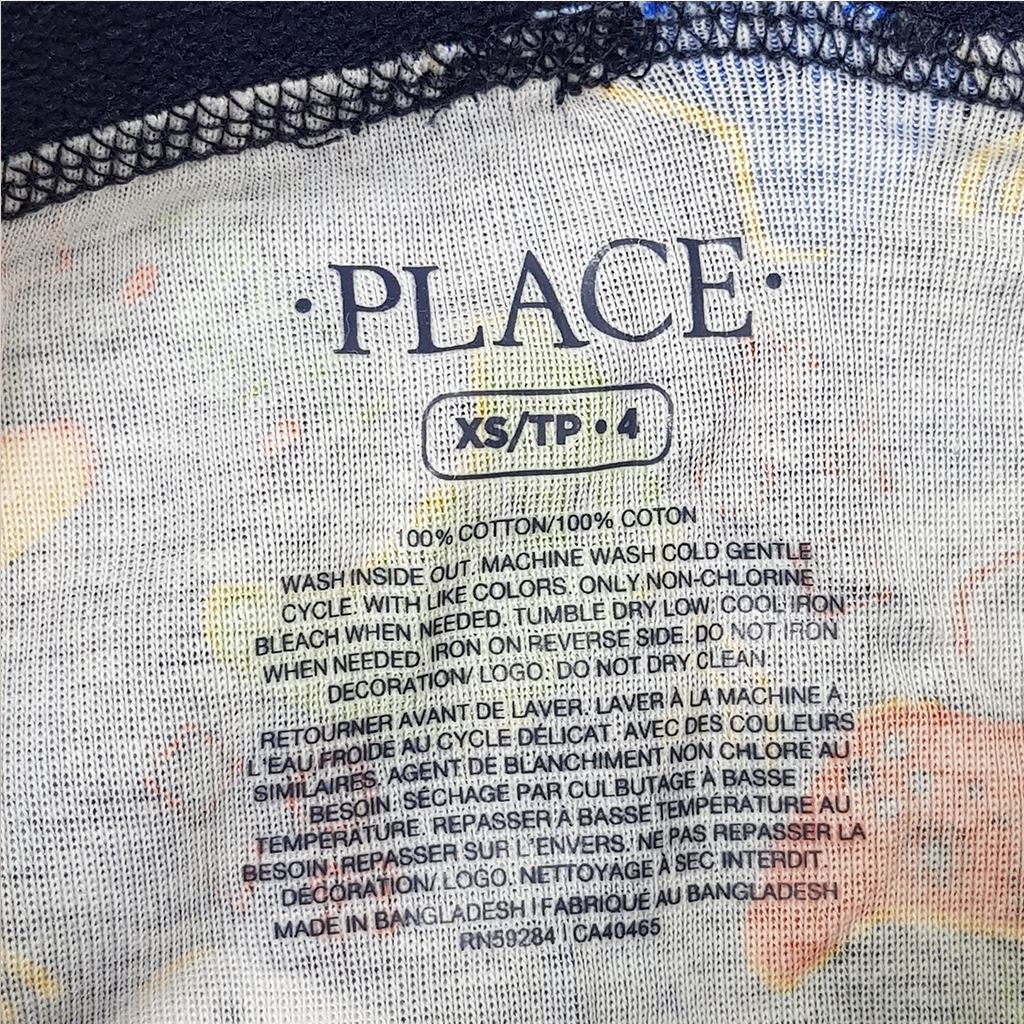 ·PLACE·
XS/TP · 4
100% COTTON/100% COTON
WASH INSIDE OUT. MACHINE WASH COLD GENTLE
CYCLE. WITH LIKE COLORS. ONLY NON-CHLORINE
BLEACH WHEN NEEDED. TUMBLE DRY LOW. COOL IRON
WHEN NEEDED. IRON ON REVERSE SIDE. DO NOT IRON
DECORATION/ LOGO. DO NOT DRY CLEAN.
RETOURNER AVANT DE LAVER. LAVER À LA MACHINE À
L'EAU FROIDE AU CYCLE DÉLICAT. AVEC DES COULEURS
SIMILAIRES. AGENT DE BLANCHIMENT NON CHLORÉ AU
BESOIN. SÉCHAGE PAR CULBUTAGE À BASSE
TEMPÉRATURE. REPASSER À BASSE TEMPÉRATURE AU
BESOIN. REPASSER SUR L'ENVERS. NE PAS REPASSER LA
DÉCORATION/ LOGO. NETTOYAGE À SEC INTERDIT.
MADE IN BANGLADESH | FABRIQUÉ AU BANGLADESH
RN59284 | CA40465